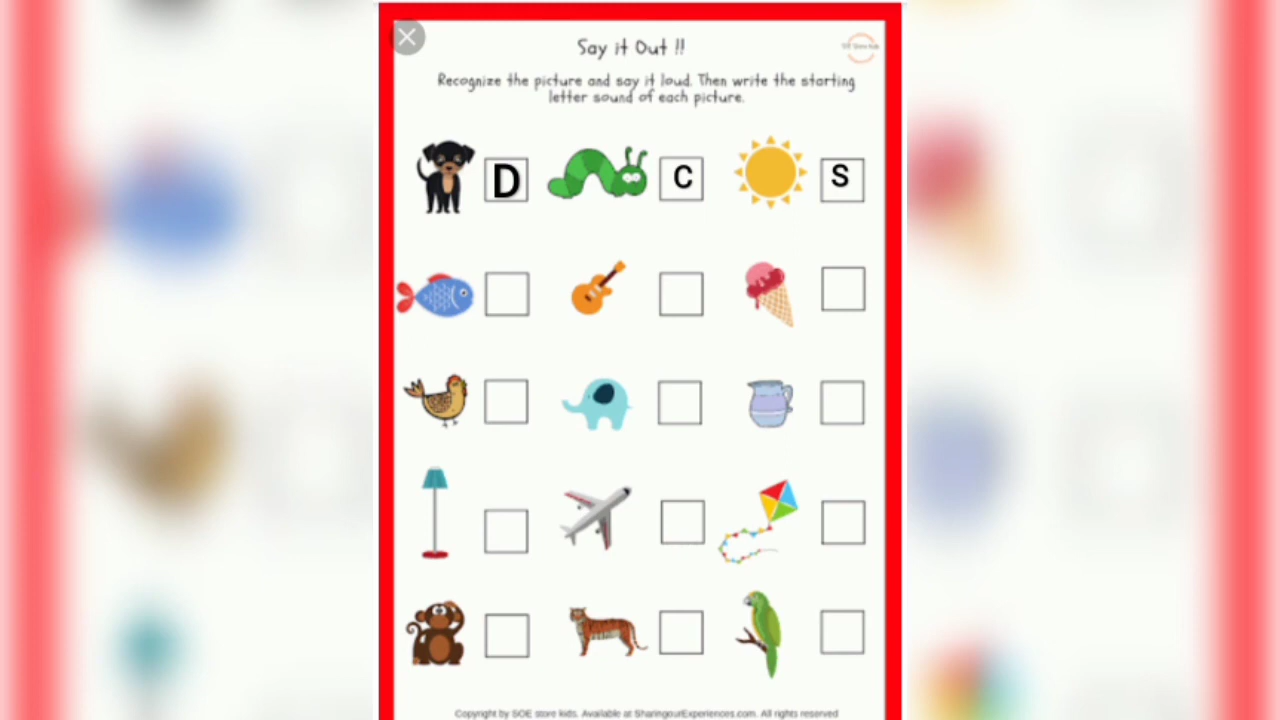 Say it Out !!
Recognize the picture and say it loud. Then write the starting
letter sound of each picture.
D C S
Copyright by SOE store kids. Available at SharingourExperiences.com. All rights reserved